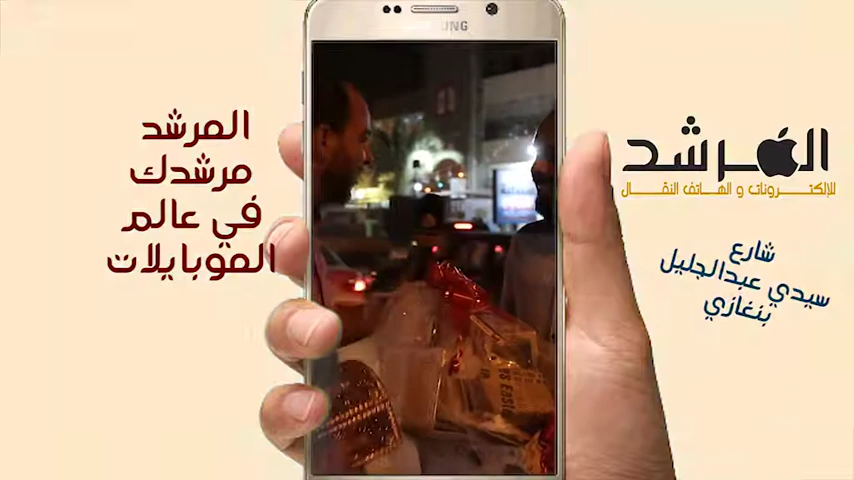 SAMSUNG
المرشد
مرشدك
في عالم
الموبايلات
المرشد
للإلكترونات و الهاتف النقال
شارع
سيدي عبدالجليل
بنغازي